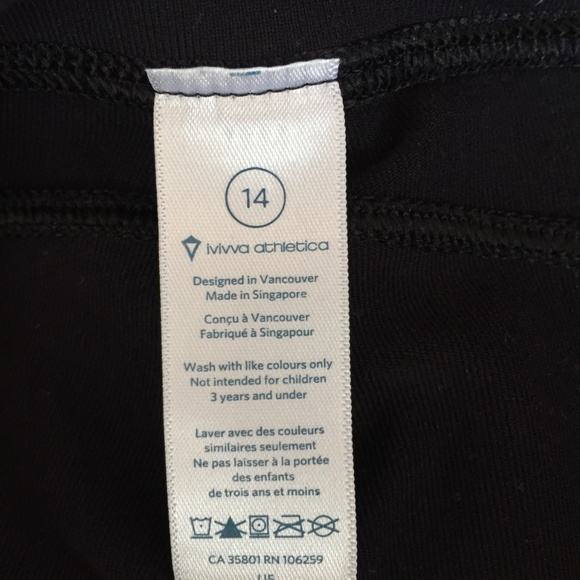 14
ivivva athletica
Designed in Vancouver
Made in Singapore
Conçu à Vancouver
Fabriqué à Singapour
Wash with like colours only
Not intended for children
3 years and under
Laver avec des couleurs
similaires seulement
Ne pas laisser à la portée
des enfants
de trois ans et moins
CA 35801 RN 106259